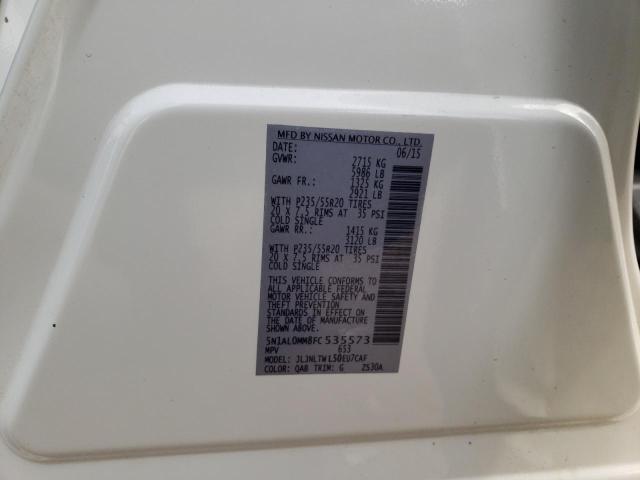 MFD BY NISSAN MOTOR CO., LTD.
DATE: 06/15
GVWR: 2715 KG
5986 LB
GAWR FR.: 1325 KG
2921 LB
WITH P235/55R20 TIRES
20 X 7.5 RIMS AT 35 PSI
COLD SINGLE
GAWR RR.: 1415 KG
3120 LB
WITH P235/55R20 TIRES
20 X 7.5 RIMS AT 35 PSI
COLD SINGLE
THIS VEHICLE CONFORMS TO
ALL APPLICABLE FEDERAL
MOTOR VEHICLE SAFETY AND
THEFT PREVENTION
STANDARDS IN EFFECT ON
THE DATE OF MANUFACTURE
SHOWN ABOVE.
5N1AL0MM8FC535573
MPV 653
MODEL: JLJNLTWL50EU7CAF
COLOR: QAB TRIM: G ZS30A